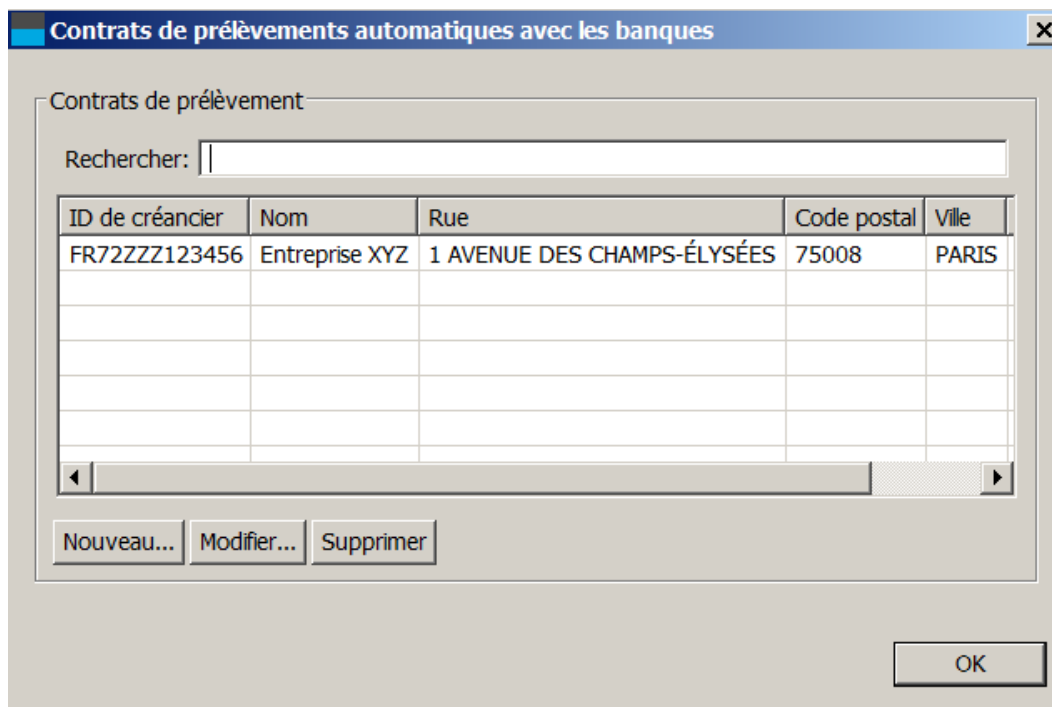 Contrats de prélèvements automatiques avec les banques
Contrats de prélèvement
Rechercher:
ID de créancier Nom Rue Code postal Ville
FR72ZZZ123456 Entreprise XYZ 1 AVENUE DES CHAMPS-ÉLYSÉES 75008 PARIS
Nouveau... Modifier... Supprimer
OK